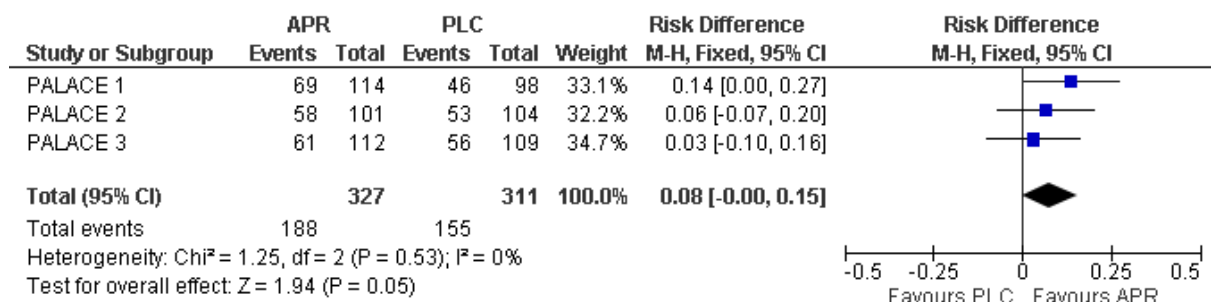 APR PLC Risk Difference Risk Difference
Study or Subgroup Events Total Events Total Weight M-H, Fixed, 95% CI M-H, Fixed, 95% CI
PALACE 1 69 114 46 98 33.1% 0.14 [0.00, 0.27]
PALACE 2 58 101 53 104 32.2% 0.06 [-0.07, 0.20]
PALACE 3 61 112 56 109 34.7% 0.03 [-0.10, 0.16]
Total (95% CI) 327 311 100.0% 0.08 [-0.00, 0.15]
Total events 188 155
Heterogeneity: Chi² = 1.25, df = 2 (P = 0.53); I² = 0%
Test for overall effect: Z = 1.94 (P = 0.05)
-0.5 -0.25 0 0.25 0.5
Favours PLC Favours APR